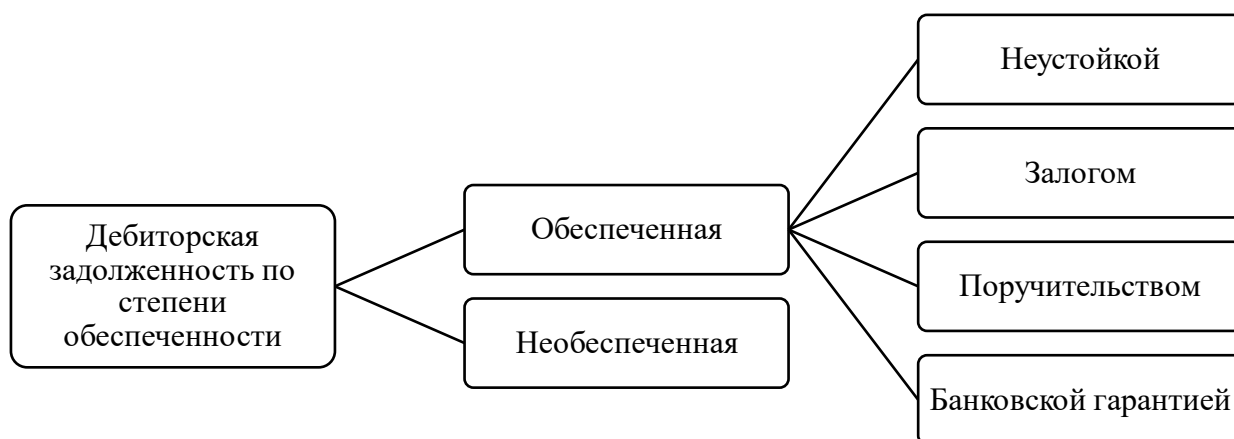 Дебиторская
задолженность по
степени
обеспеченности
Обеспеченная
Необеспеченная
Неустойкой
Залогом
Поручительством
Банковской гарантией